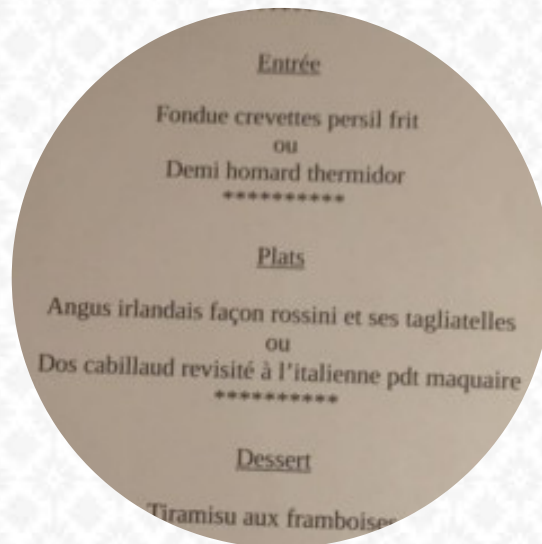 Entrée
Fondue crevettes persil frit
ou
Demi homard thermidor
**********
Plats
Angus irlandais façon rossini et ses tagliatelles
ou
Dos cabillaud revisité à l'italienne pdt maquaire
**********
Dessert
Tiramisu aux framboises